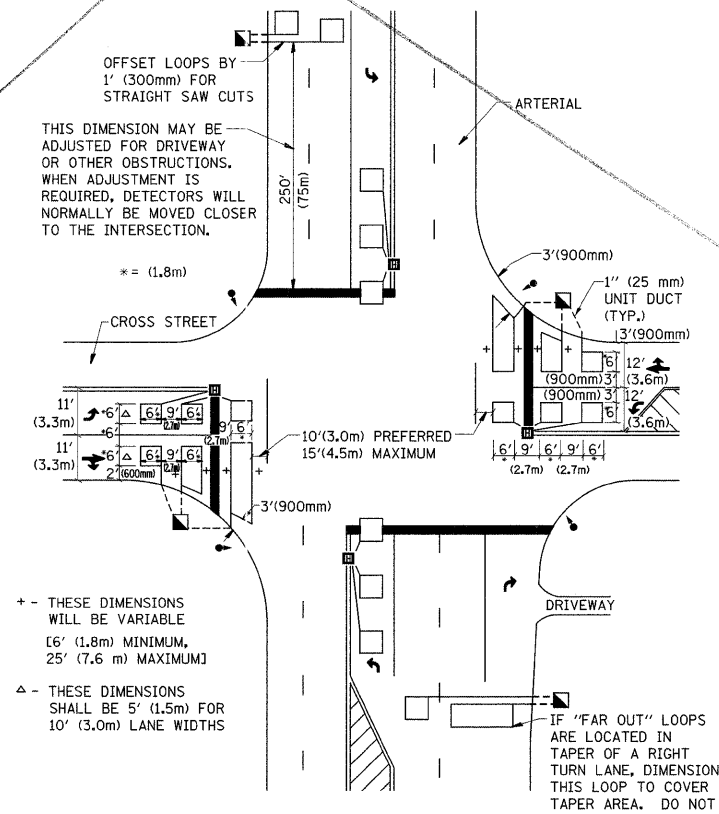 OFFSET LOOPS BY
1' (300mm) FOR
STRAIGHT SAW CUTS
ARTERIAL
THIS DIMENSION MAY BE
ADJUSTED FOR DRIVEWAY
OR OTHER OBSTRUCTIONS.
WHEN ADJUSTMENT IS
REQUIRED, DETECTORS WILL
NORMALLY BE MOVED CLOSER
TO THE INTERSECTION.
250'
(75m)
* = (1.8m)
3'(900mm)
1'' (25 mm)
UNIT DUCT
(TYP.)
CROSS STREET
3'(900mm)
*6'
12'
(3.6m)
(900mm)3'
(900mm)3'
*6'
12'
(3.6m)
11'
(3.3m)
*6' △ 6' 9' 6'
(2.7m)
*6'
9' 6'
(2.7m) *
11'
(3.3m)
*6' △ 6' 9' 6'
(2.7m)
2' (600mm)
10'(3.0m) PREFERRED
15'(4.5m) MAXIMUM
6' 9' 6' 9' 6'
* (2.7m) * (2.7m) *
3'(900mm)
+ - THESE DIMENSIONS
WILL BE VARIABLE
[6' (1.8m) MINIMUM,
25' (7.6 m) MAXIMUM]
△ - THESE DIMENSIONS
SHALL BE 5' (1.5m) FOR
10' (3.0m) LANE WIDTHS
DRIVEWAY
IF "FAR OUT" LOOPS
ARE LOCATED IN
TAPER OF A RIGHT
TURN LANE, DIMENSION
THIS LOOP TO COVER
TAPER AREA. DO NOT